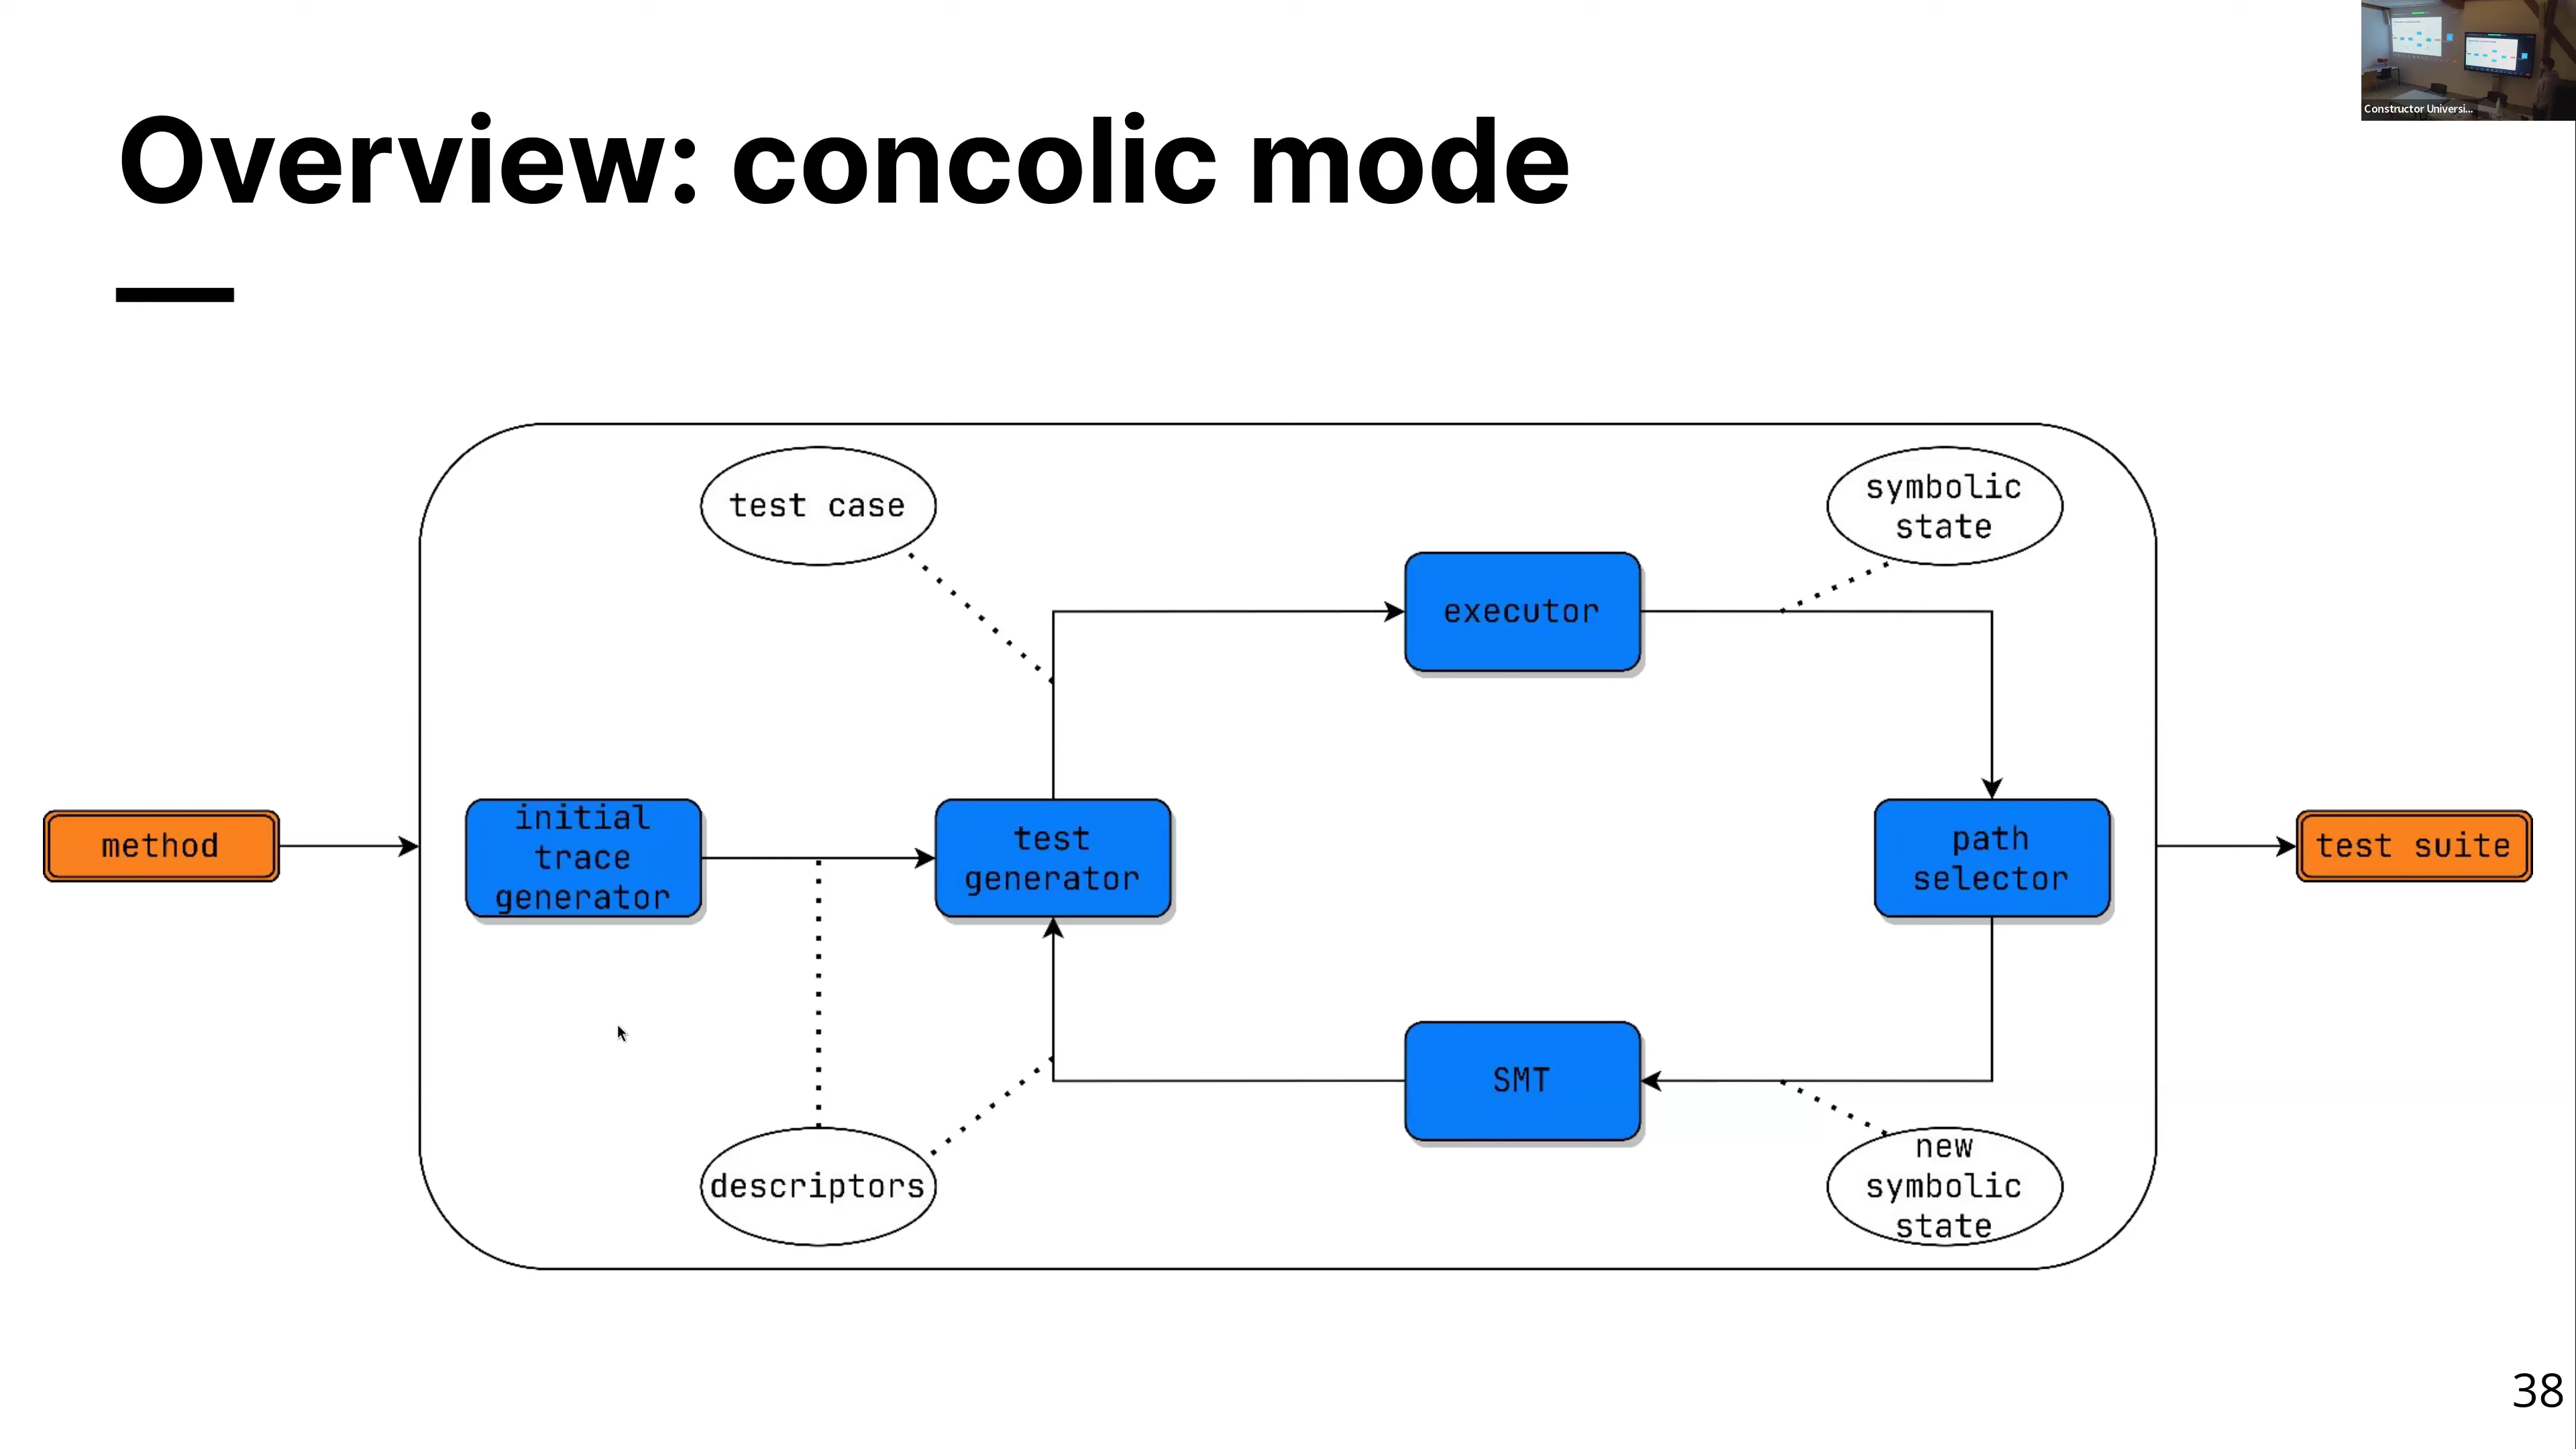 Constructor Universi...
Overview: concolic mode
test case
symbolic
state
executor
method
initial
trace
generator
test
generator
path
selector
test suite
SMT
descriptors
new
symbolic
state
38